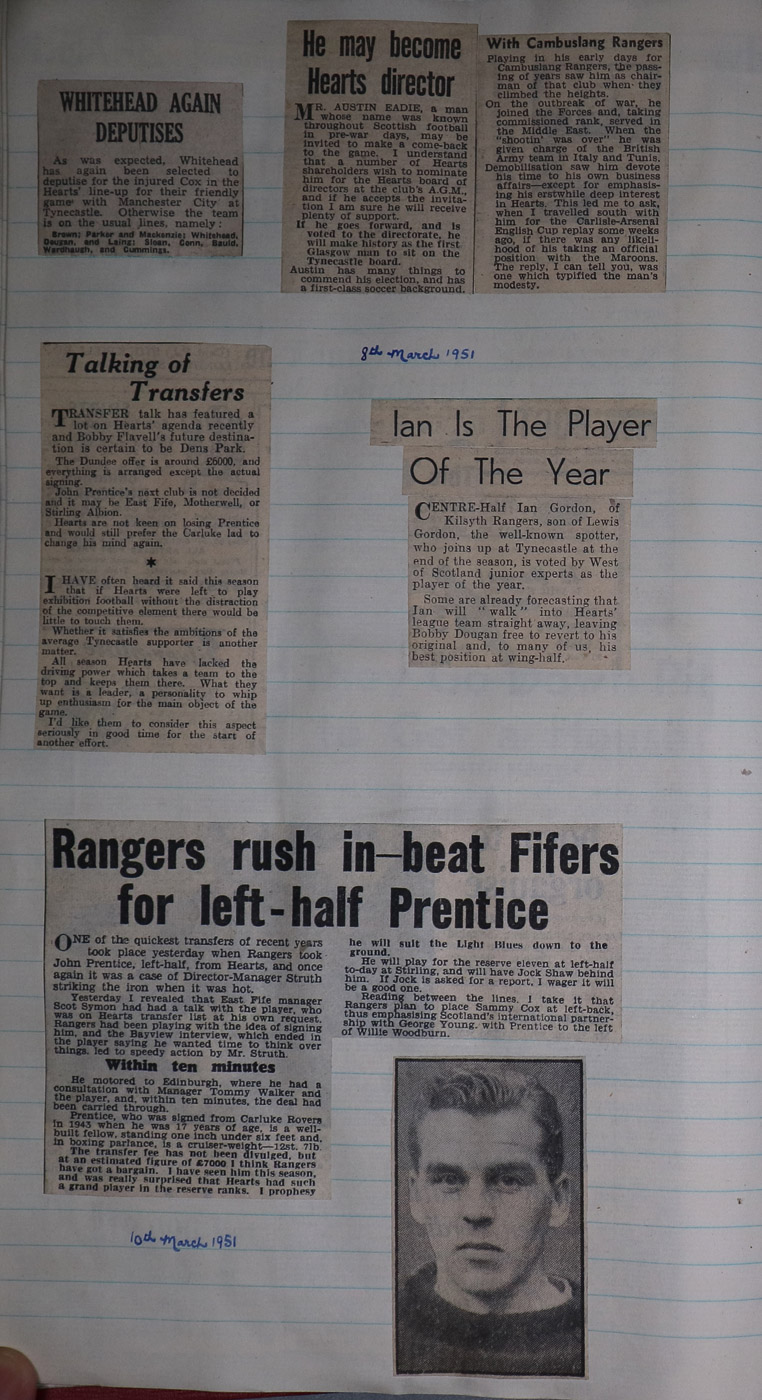 WHITEHEAD AGAIN
DEPUTISES
As was expected, Whitehead
has again been selected to
deputise for the injured Cox in the
Hearts' line-up for their friendly
game with Manchester City at
Tynecastle. Otherwise the team
is on the usual lines, namely:
Brown; Parker and Mackenzie; Whitehead,
Dougan, and Laing; Sloan, Conn, Bauld,
Wardhaugh, and Cummings.
He may become
Hearts director
MR. AUSTIN EADIE, a man
whose name was known
throughout Scottish football
in pre-war days, may be
invited to make a come-back
to the game. I understand
that a number of Hearts
shareholders wish to nominate
him for the Hearts board of
directors at the club's A.G.M.,
and if he accepts the invita-
tion I am sure he will receive
plenty of support.
If he goes forward, and is
voted to the directorate, he
will make history as the first
Glasgow man to sit on the
Tynecastle board.
Austin has many things to
commend his election, and has
a first-class soccer background.
With Cambuslang Rangers
Playing in his early days for
Cambuslang Rangers, the pass-
ing of years saw him as chair-
man of that club when they
climbed the heights.
On the outbreak of war, he
joined the Forces and, taking
commissioned rank, served in
the Middle East. When the
"shootin' was over" he was
given charge of the British
Army team in Italy and Tunis.
Demobilisation saw him devote
his time to his own business
affairs—except for emphasis-
ing his erstwhile deep interest
in Hearts. This led me to ask,
when I travelled south with
him for the Carlisle-Arsenal
English Cup replay some weeks
ago, if there was any likeli-
hood of his taking an official
position with the Maroons.
The reply, I can tell you, was
one which typified the man's
modesty.
8th March 1951
Talking of
Transfers
TRANSFER talk has featured a
lot on Hearts' agenda recently
and Bobby Flavell's future destina-
tion is certain to be Dens Park.
The Dundee offer is around £6000, and
everything is arranged except the actual
signing.
John Prentice's next club is not decided
and it may be East Fife, Motherwell, or
Stirling Albion.
Hearts are not keen on losing Prentice
and would still prefer the Carluke lad to
change his mind again.
*
I HAVE often heard it said this season
that if Hearts were left to play
exhibition football without the distraction
of the competitive element there would be
little to touch them.
Whether it satisfies the ambitions of the
average Tynecastle supporter is another
matter.
All season Hearts have lacked the
driving power which takes a team to the
top and keeps them there. What they
want is a leader, a personality to whip
up enthusiasm for the main object of the
game.
I'd like them to consider this aspect
seriously in good time for the start of
another effort.
Ian Is The Player
Of The Year
CENTRE-Half Ian Gordon, of
Kilsyth Rangers, son of Lewis
Gordon, the well-known spotter,
who joins up at Tynecastle at the
end of the season, is voted by West
of Scotland junior experts as the
player of the year.
Some are already forecasting that
Ian will "walk" into Hearts'
league team straight away, leaving
Bobby Dougan free to revert to his
original and, to many of us, his
best position at wing-half.
Rangers rush in—beat Fifers
for left-half Prentice
ONE of the quickest transfers of recent years
took place yesterday when Rangers took
John Prentice, left-half, from Hearts, and once
again it was a case of Director-Manager Struth
striking the iron when it was hot.
Yesterday I revealed that East Fife manager
Scot Symon had had a talk with the player, who
was on Hearts transfer list at his own request.
Rangers had been playing with the idea of signing
him, and the Bayview interview, which ended in
the player saying he wanted time to think over
things, led to speedy action by Mr. Struth.
Within ten minutes
He motored to Edinburgh, where he had a
consultation with Manager Tommy Walker and
the player, and, within ten minutes, the deal had
been carried through.
Prentice, who was signed from Carluke Rovers
in 1943 when he was 17 years of age, is a well-
built fellow, standing one inch under six feet and,
in boxing parlance, is a cruiser-weight—12st. 7lb.
The transfer fee has not been divulged, but
at an estimated figure of £7000 I think Rangers
have got a bargain. I have seen him this season,
and was really surprised that Hearts had such
a grand player in the reserve ranks. I prophesy
he will suit the Light Blues down to the
ground.
He will play for the reserve eleven at left-half
to-day at Stirling, and will have Jock Shaw behind
him. If Jock is asked for a report, I wager it will
be a good one.
Reading between the lines, I take it that
Rangers plan to place Sammy Cox at left-back,
thus emphasising Scotland's international partner-
ship with George Young, with Prentice to the left
of Willie Woodburn.
10th March 1951